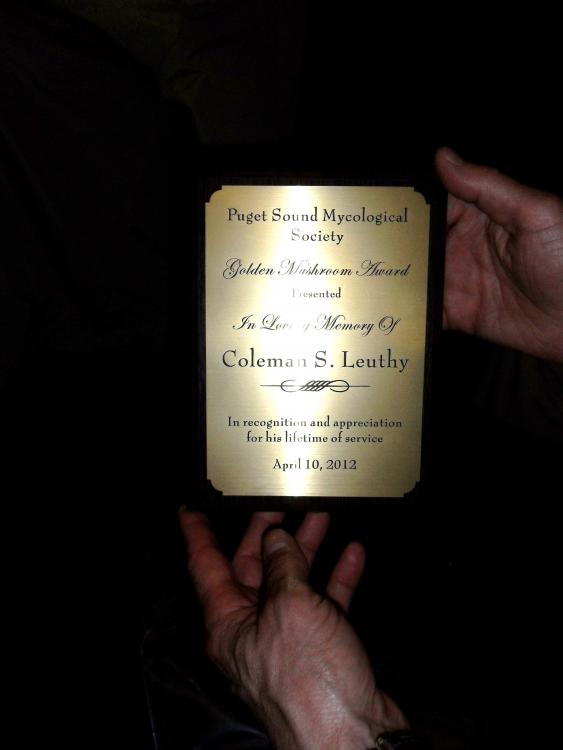 Puget Sound Mycological
Society
Golden Mushroom Award
Presented
In Loving Memory Of
Coleman S. Leuthy
In recognition and appreciation
for his lifetime of service
April 10, 2012